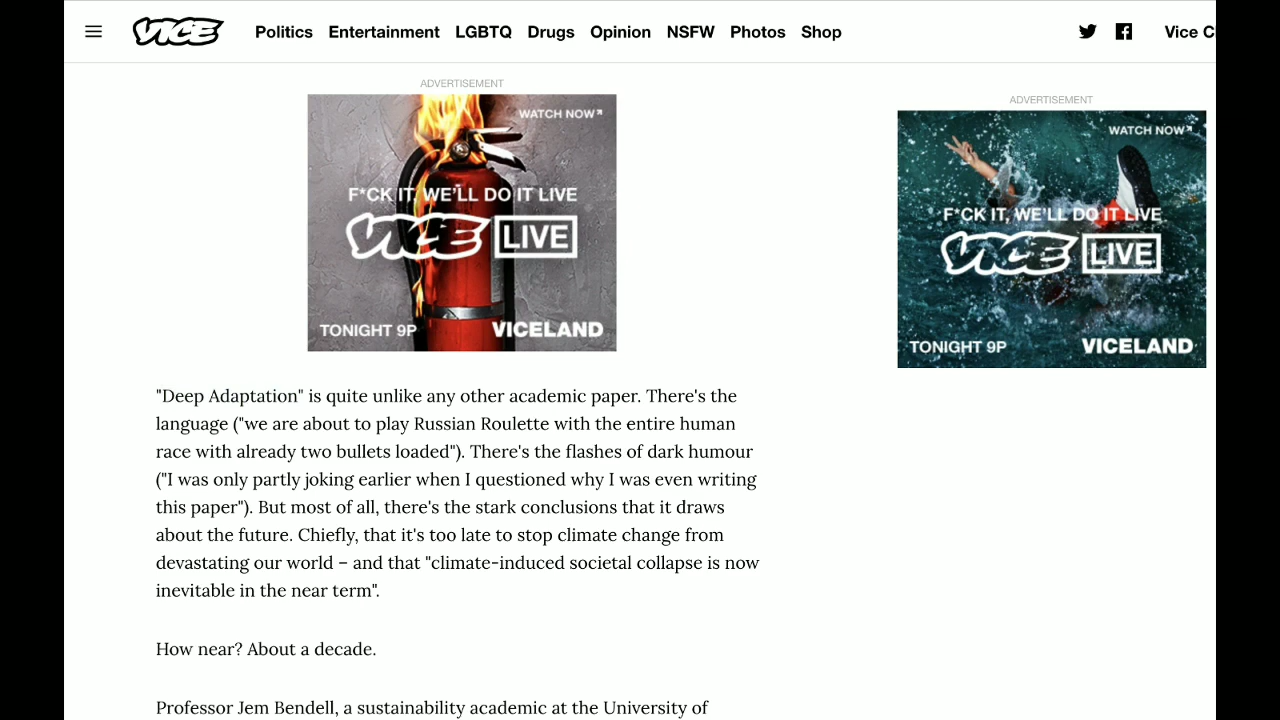 VICE Politics Entertainment LGBTQ Drugs Opinion NSFW Photos Shop Vice C
ADVERTISEMENT
WATCH NOW
F*CK IT, WE'LL DO IT LIVE
VICE LIVE
TONIGHT 9P VICELAND
ADVERTISEMENT
WATCH NOW
F*CK IT, WE'LL DO IT LIVE
VICE LIVE
TONIGHT 9P VICELAND
"Deep Adaptation" is quite unlike any other academic paper. There's the
language ("we are about to play Russian Roulette with the entire human
race with already two bullets loaded"). There's the flashes of dark humour
("I was only partly joking earlier when I questioned why I was even writing
this paper"). But most of all, there's the stark conclusions that it draws
about the future. Chiefly, that it's too late to stop climate change from
devastating our world – and that "climate-induced societal collapse is now
inevitable in the near term".
How near? About a decade.
Professor Jem Bendell, a sustainability academic at the University of